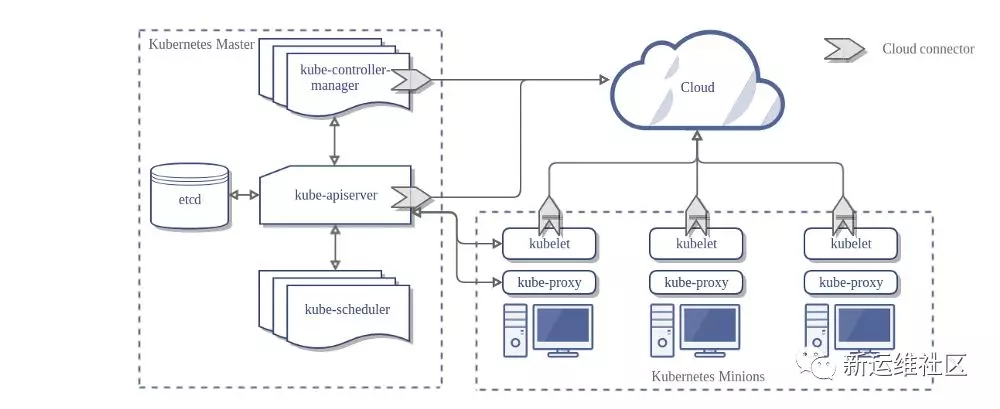 Kubernetes Master
kube-controller-
manager
Cloud
Cloud connector
etcd
kube-apiserver
kubelet
kubelet
kubelet
kube-proxy
kube-proxy
kube-proxy
kube-scheduler
Kubernetes Minions
新运维社区